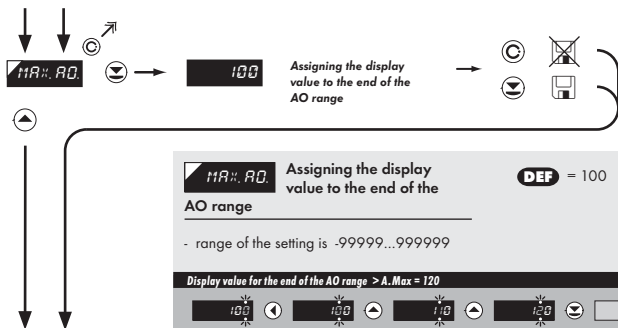 MAX. AO.
100
Assigning the display
value to the end of the
AO range
C
C
MAX. AO.
Assigning the display
value to the end of the
AO range
DEF = 100
- range of the setting is -99999...999999
Display value for the end of the AO range > A.Max = 120
100 100 110 120